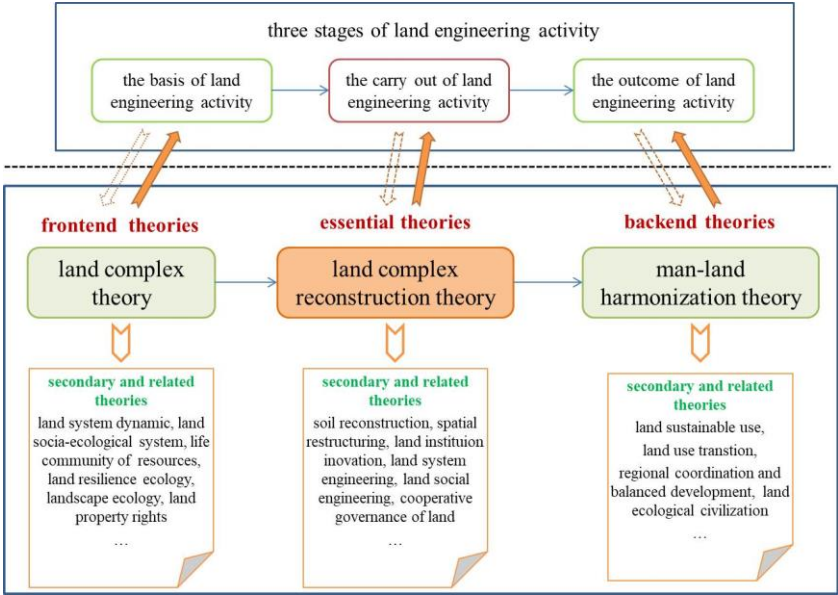 three stages of land engineering activity
the basis of land
engineering activity
the carry out of land
engineering activity
the outcome of land
engineering activity
frontend theories
essential theories
backend theories
land complex
theory
land complex
reconstruction theory
man-land
harmonization theory
secondary and related
theories
land system dynamic, land
socia-ecological system, life
community of resources,
land resilience ecology,
landscape ecology, land
property rights
…
secondary and related
theories
soil reconstruction, spatial
restructuring, land instituion
inovation, land system
engineering, land social
engineering, cooperative
governance of land
…
secondary and related
theories
land sustainable use,
land use transtion,
regional coordination and
balanced development, land
ecological civilization
…